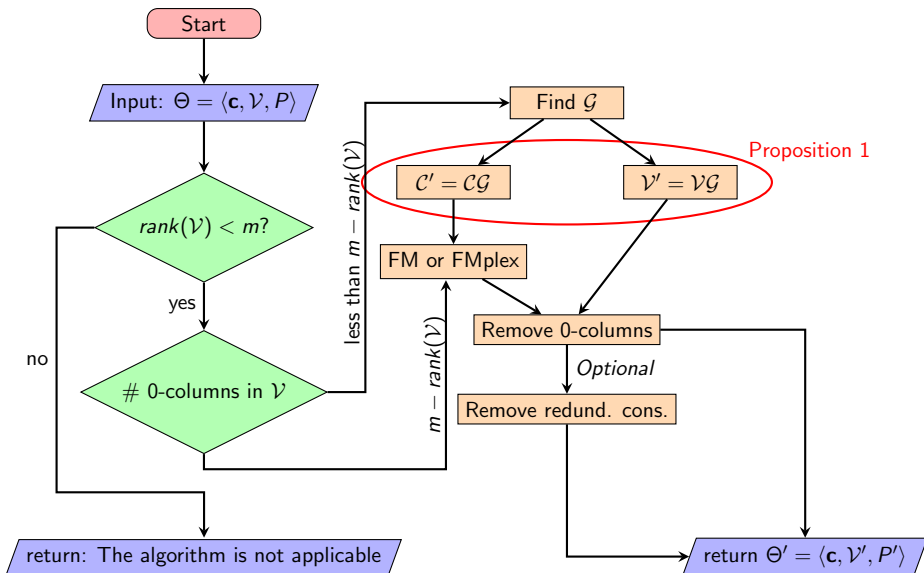 Start
Input: Θ = ⟨𝐜, 𝒱, P⟩
rank(𝒱) < m?
yes
no
# 0-columns in 𝒱
less than m − rank(𝒱)
m − rank(𝒱)
Find 𝒢
Proposition 1
𝒞′ = 𝒞𝒢
𝒱′ = 𝒱𝒢
FM or FMplex
Remove 0-columns
Optional
Remove redund. cons.
return: The algorithm is not applicable
return Θ′ = ⟨𝐜, 𝒱′, P′⟩